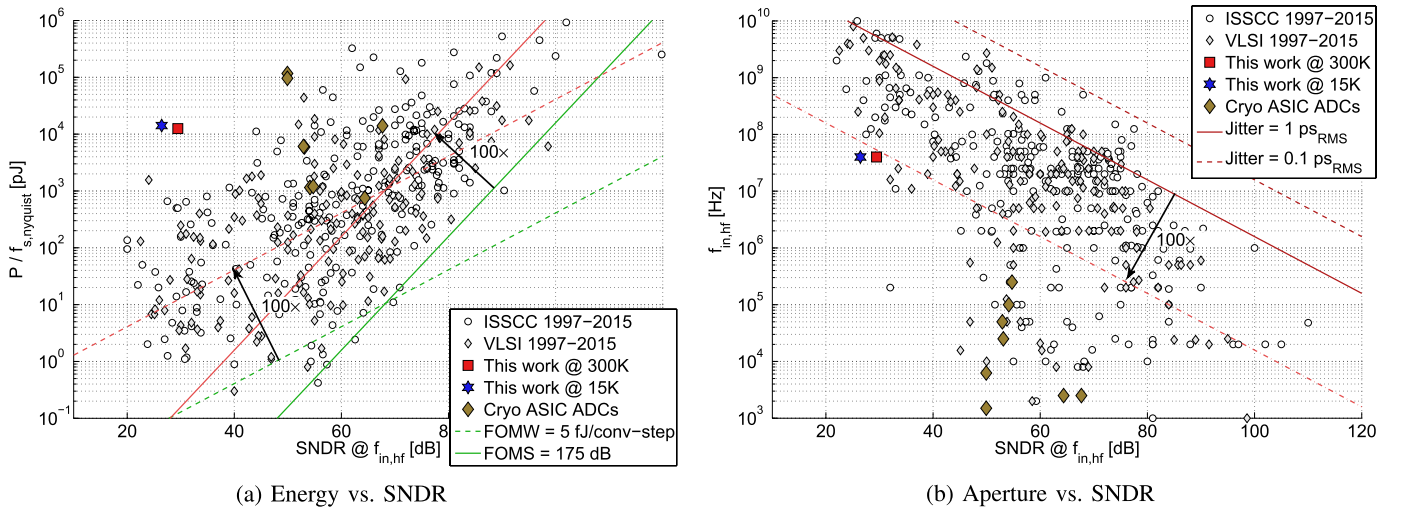 10^6
10^5
10^4
10^3
10^2
10^1
10^0
10^−1
P / f_s,nyquist [pJ]
20 40 60 80
SNDR @ f_in,hf [dB]
100×
100×
ISSCC 1997−2015
VLSI 1997−2015
This work @ 300K
This work @ 15K
Cryo ASIC ADCs
FOMW = 5 fJ/conv−step
FOMS = 175 dB
(a) Energy vs. SNDR
10^10
10^9
10^8
10^7
10^6
10^5
10^4
10^3
f_in,hf [Hz]
20 40 60 80 100 120
SNDR @ f_in,hf [dB]
100×
ISSCC 1997−2015
VLSI 1997−2015
This work @ 300K
This work @ 15K
Cryo ASIC ADCs
Jitter = 1 ps_RMS
Jitter = 0.1 ps_RMS
(b) Aperture vs. SNDR